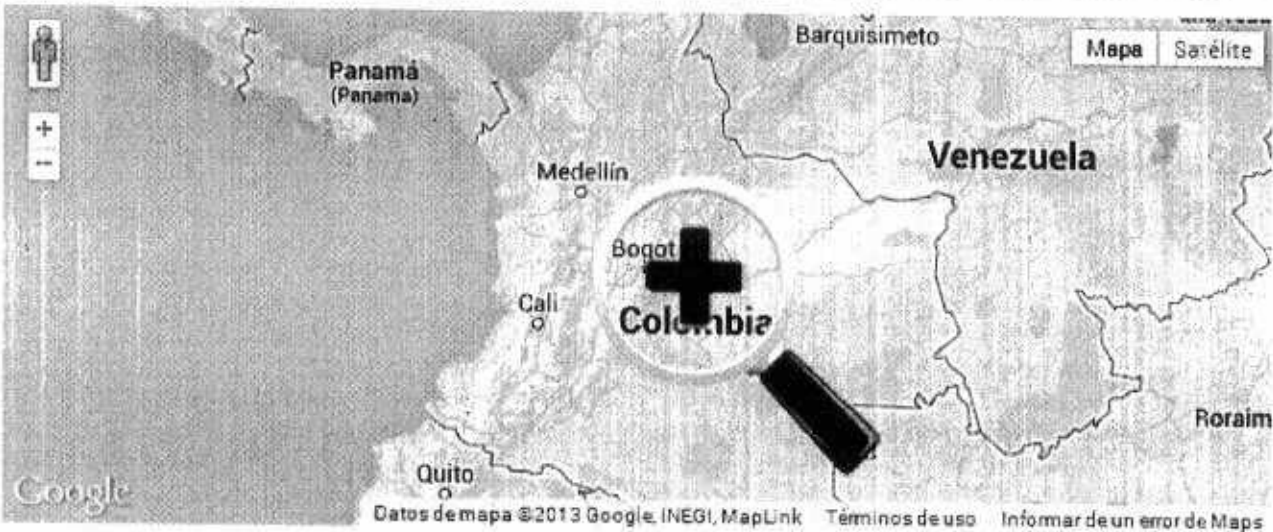 Barquisimeto
Mapa Satélite
Panamá
(Panama)
+
−
Venezuela
Medellín
Bogot
Cali
Colombia
Roraim
Quito
Google
Datos de mapa ©2013 Google, INEGI, MapLink Términos de uso Informar de un error de Maps